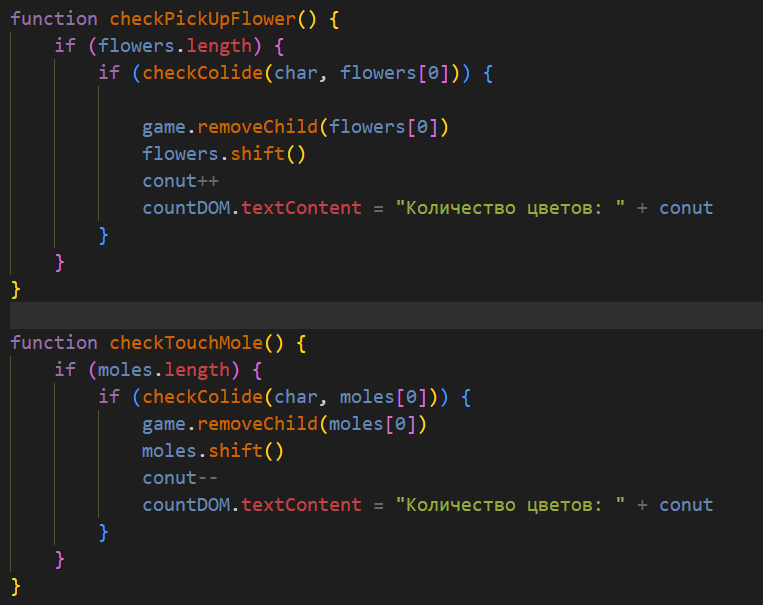 function checkPickUpFlower() {
    if (flowers.length) {
        if (checkColide(char, flowers[0])) {

            game.removeChild(flowers[0])
            flowers.shift()
            conut++
            countDOM.textContent = "Количество цветов: " + conut
        }
    }
}

function checkTouchMole() {
    if (moles.length) {
        if (checkColide(char, moles[0])) {
            game.removeChild(moles[0])
            moles.shift()
            conut--
            countDOM.textContent = "Количество цветов: " + conut
        }
    }
}